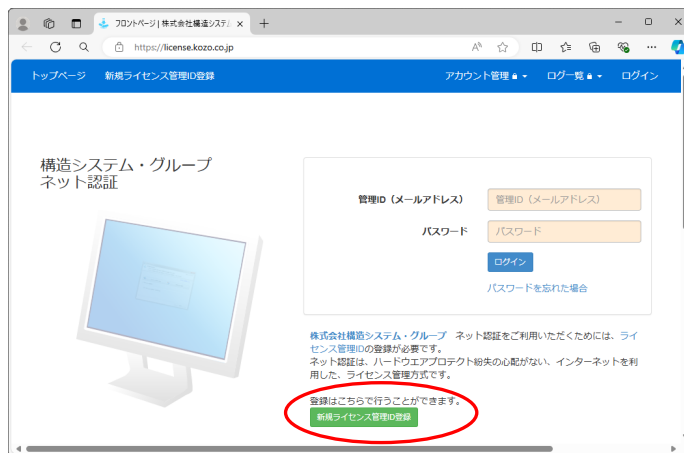 フロントページ | 株式会社構造システ
https://license.kozo.co.jp
トップページ 新規ライセンス管理ID登録 アカウント管理 ログ一覧 ログイン
構造システム・グループ
ネット認証
管理ID（メールアドレス） 管理ID（メールアドレス）
パスワード パスワード
ログイン
パスワードを忘れた場合
株式会社構造システム・グループ ネット認証をご利用いただくためには、ライ
センス管理IDの登録が必要です。
ネット認証は、ハードウエアプロテクト紛失の心配がない、インターネットを利
用した、ライセンス管理方式です。
登録はこちらで行うことができます。
新規ライセンス管理ID登録